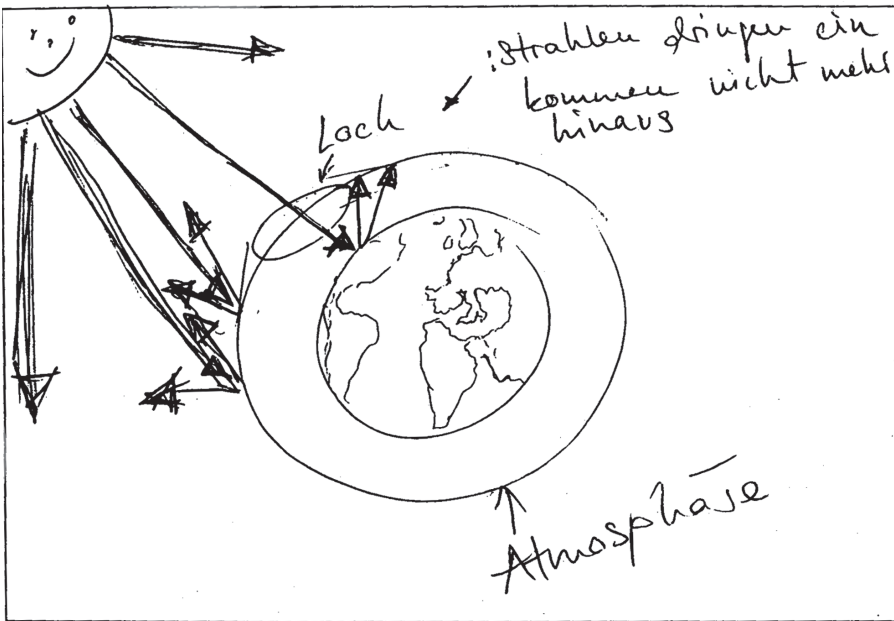 : Strahlen dringen ein
kommen nicht mehr
hinaus
Loch
Atmosphäse